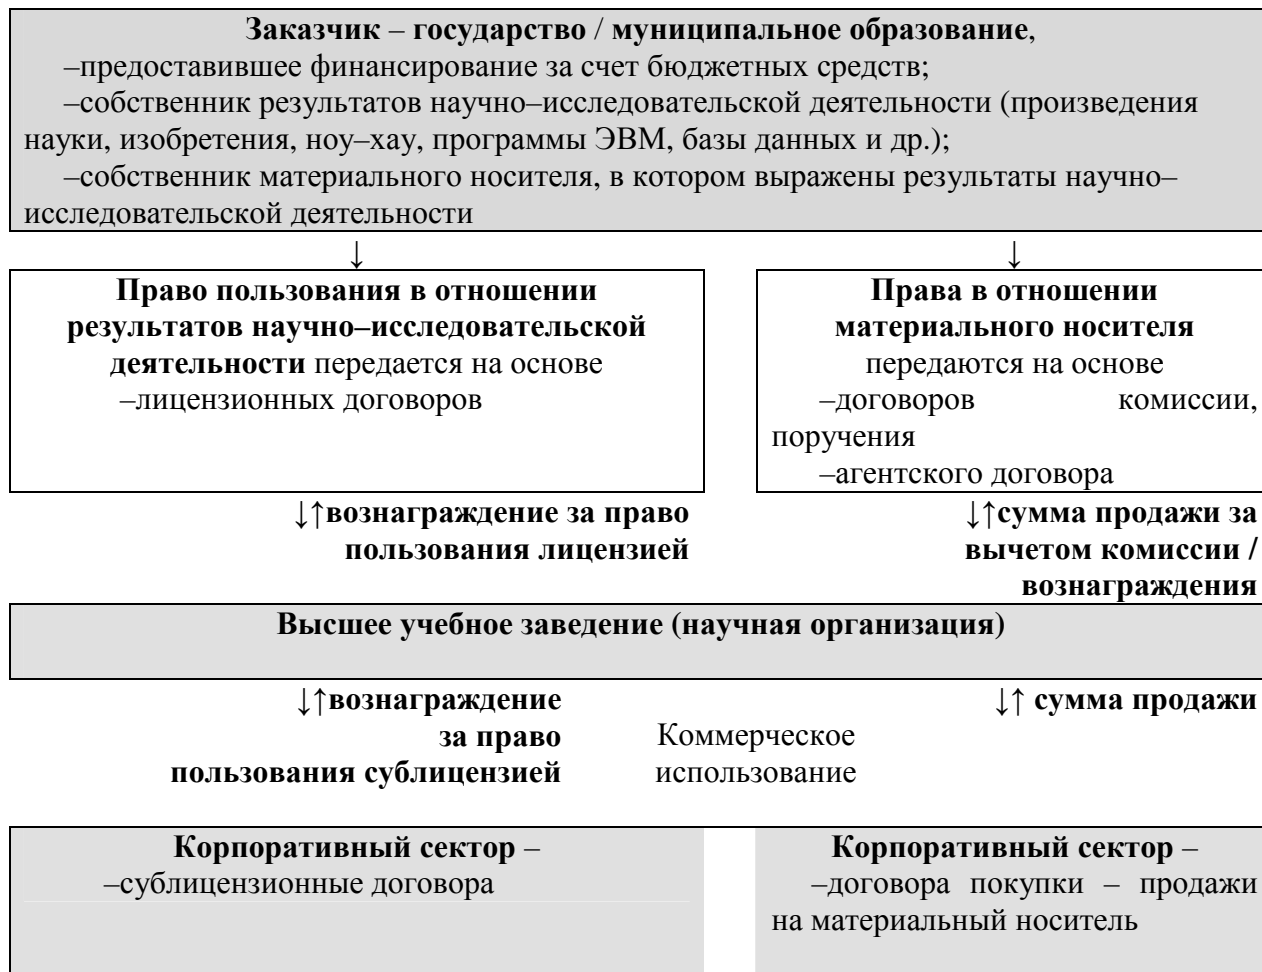 Заказчик – государство / муниципальное образование,
–предоставившее финансирование за счет бюджетных средств;
–собственник результатов научно–исследовательской деятельности (произведения
науки, изобретения, ноу–хау, программы ЭВМ, базы данных и др.);
–собственник материального носителя, в котором выражены результаты научно–
исследовательской деятельности
↓
↓
Право пользования в отношении
результатов научно–исследовательской
деятельности передается на основе
–лицензионных договоров
Права в отношении
материального носителя
передаются на основе
–договоров комиссии,
поручения
–агентского договора
↓↑вознаграждение за право
пользования лицензией
↓↑сумма продажи за
вычетом комиссии /
вознаграждения
Высшее учебное заведение (научная организация)
↓↑вознаграждение
за право
пользования сублицензией
Коммерческое
использование
↓↑ сумма продажи
Корпоративный сектор –
–сублицензионные договора
Корпоративный сектор –
–договора покупки – продажи
на материальный носитель